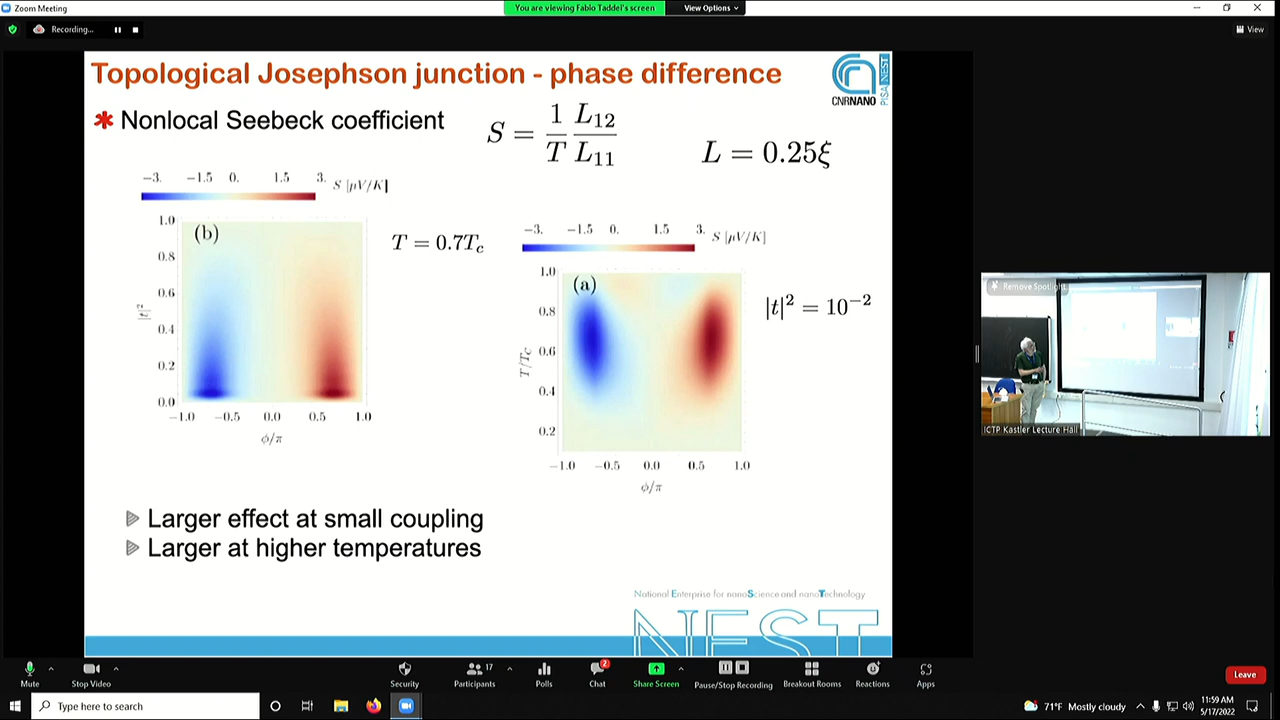 Zoom Meeting
You are viewing Fabio Taddei's screen
View Options
Recording...
View
Topological Josephson junction - phase difference
CNRNANO
PISA NEST
✱ Nonlocal Seebeck coefficient
S = 1/T L₁₂/L₁₁
L = 0.25ξ
−3. −1.5 0. 1.5 3. S [μV/K]
(b)
1.0
0.8
0.6
0.4
0.2
0.0
|t|²
−1.0 −0.5 0.0 0.5 1.0
ϕ/π
T = 0.7T_c
−3. −1.5 0. 1.5 3. S [μV/K]
(a)
1.0
0.8
0.6
0.4
0.2
T/T_C
−1.0 −0.5 0.0 0.5 1.0
ϕ/π
|t|² = 10⁻²
Larger effect at small coupling
Larger at higher temperatures
National Enterprise for nanoScience and nanoTechnology
NEST
Remove Spotlight
ICTP Kastler Lecture Hall
Mute
Stop Video
Security
Participants 17
Polls
Chat 2
Share Screen
Pause/Stop Recording
Breakout Rooms
Reactions
Apps
Leave
Type here to search
71°F Mostly cloudy
11:59 AM
5/17/2022